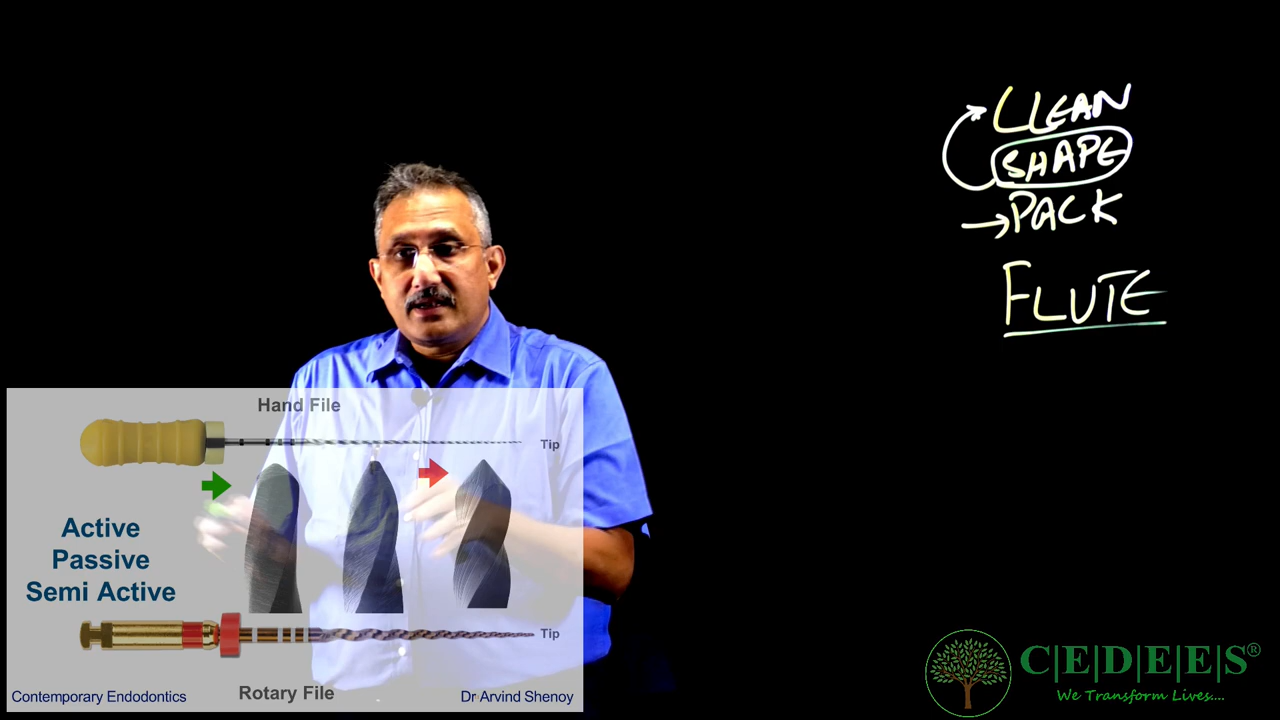 CLEAN
SHAPE
PACK
FLUTE
Hand File
Tip
Active
Passive
Semi Active
Tip
Contemporary Endodontics
Rotary File
Dr Arvind Shenoy
C|E|D|E|E|S®
We Transform Lives....